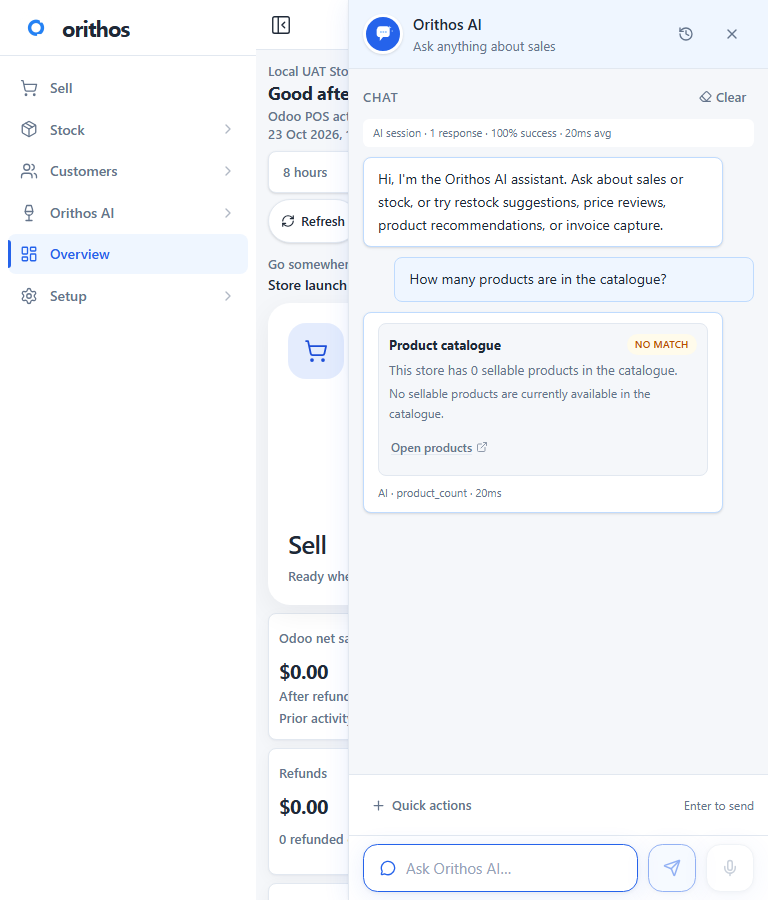 orithos
Sell
Stock
Customers
Orithos AI
Overview
Setup
Local UAT Sto
Good afte
Odoo POS act
23 Oct 2026,
8 hours
Refresh
Go somewher
Store launch
Sell
Ready whe
Odoo net sa
$0.00
After refund
Prior activity
Refunds
$0.00
0 refunded
Orithos AI
Ask anything about sales
CHAT
Clear
AI session · 1 response · 100% success · 20ms avg
Hi, I'm the Orithos AI assistant. Ask about sales or
stock, or try restock suggestions, price reviews,
product recommendations, or invoice capture.
How many products are in the catalogue?
Product catalogue
NO MATCH
This store has 0 sellable products in the catalogue.
No sellable products are currently available in the
catalogue.
Open products
AI · product_count · 20ms
Quick actions
Enter to send
Ask Orithos AI...